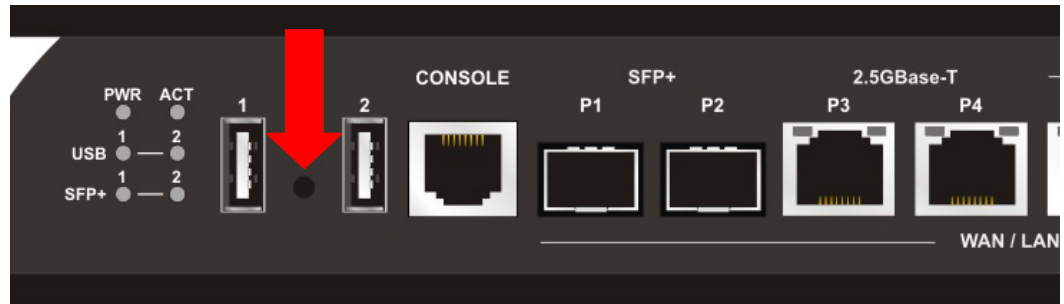 PWR ACT
1 2
USB
1 2
SFP+
1 2
CONSOLE
SFP+
P1 P2
2.5GBase-T
P3 P4
WAN / LAN